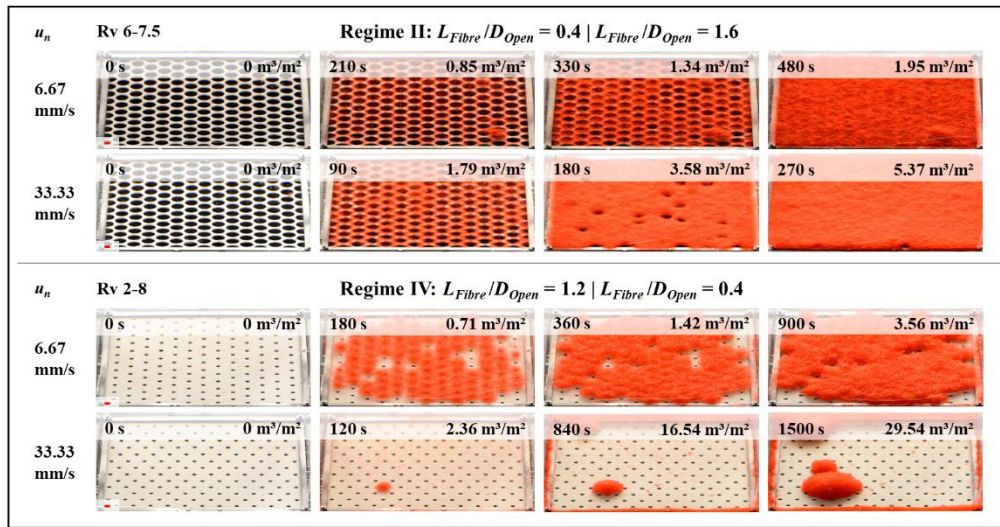 uₙ Rv 6-7.5 Regime II: L_Fibre/D_Open = 0.4 | L_Fibre/D_Open = 1.6
6.67 mm/s
0 s 0 m³/m²
210 s 0.85 m³/m²
330 s 1.34 m³/m²
480 s 1.95 m³/m²
33.33 mm/s
0 s 0 m³/m²
90 s 1.79 m³/m²
180 s 3.58 m³/m²
270 s 5.37 m³/m²
uₙ Rv 2-8 Regime IV: L_Fibre/D_Open = 1.2 | L_Fibre/D_Open = 0.4
6.67 mm/s
0 s 0 m³/m²
180 s 0.71 m³/m²
360 s 1.42 m³/m²
900 s 3.56 m³/m²
33.33 mm/s
0 s 0 m³/m²
120 s 2.36 m³/m²
840 s 16.54 m³/m²
1500 s 29.54 m³/m²